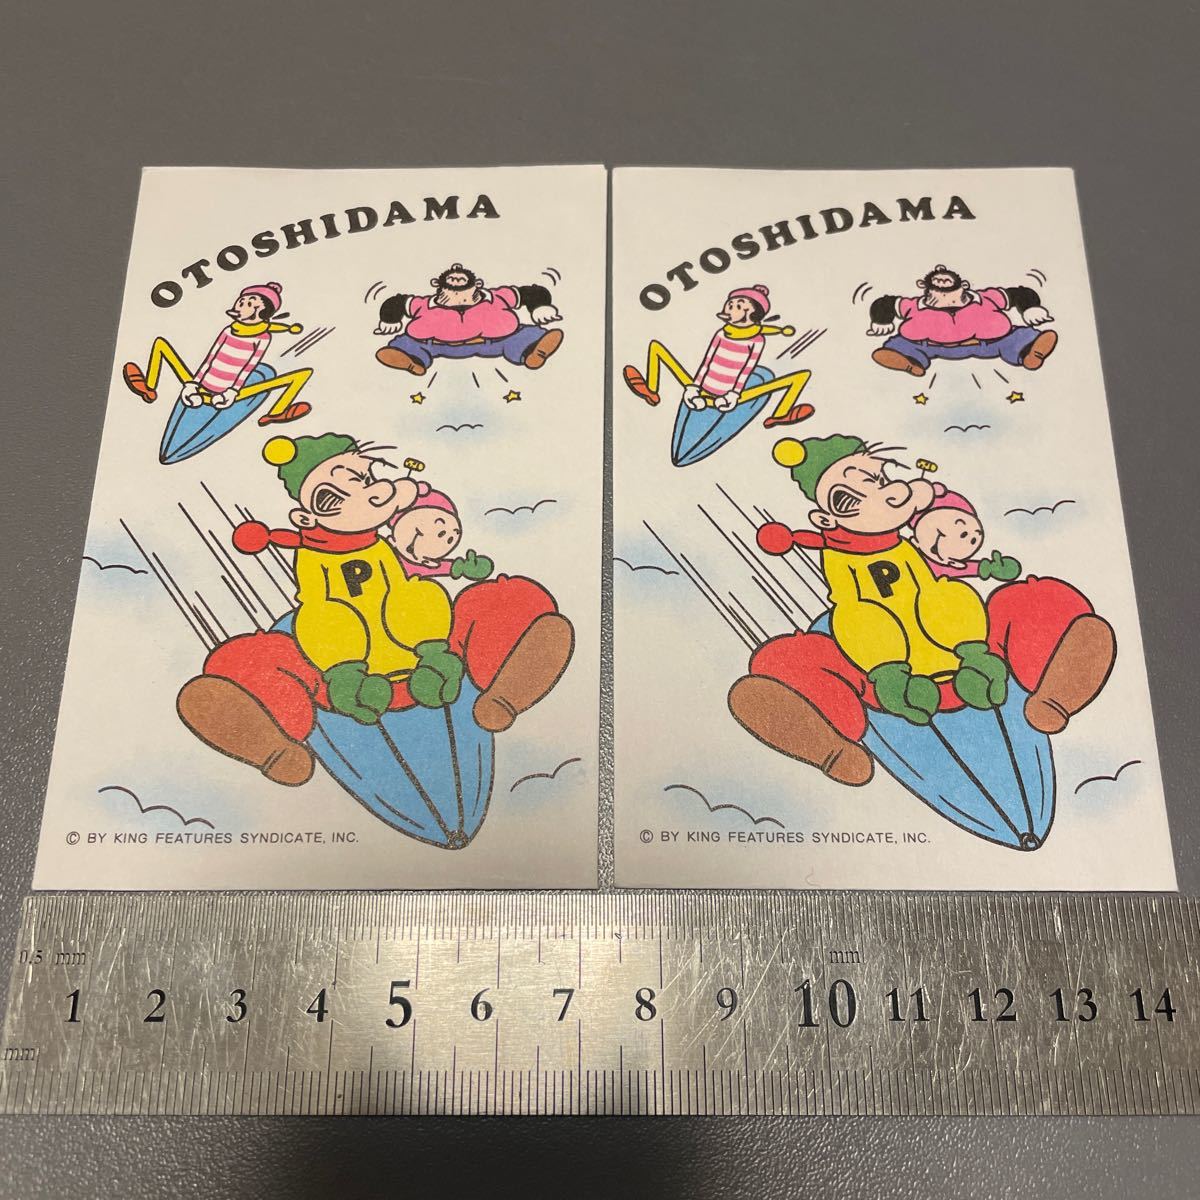 OTOSHIDAMA
P
© BY KING FEATURES SYNDICATE, INC.
OTOSHIDAMA
P
© BY KING FEATURES SYNDICATE, INC.
0.5 mm mm
1 2 3 4 5 6 7 8 9 10 11 12 13 14
mm